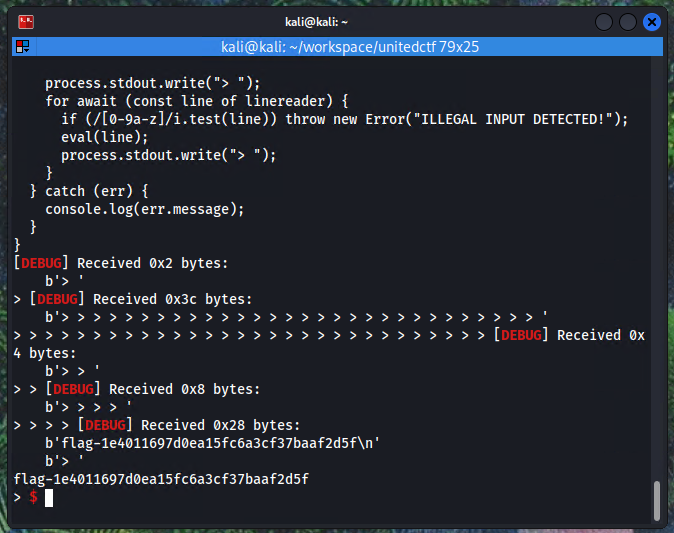 kali@kali: ~
kali@kali: ~/workspace/unitedctf 79x25
process.stdout.write("> ");
for await (const line of linereader) {
if (/[0-9a-z]/i.test(line)) throw new Error("ILLEGAL INPUT DETECTED!");
eval(line);
process.stdout.write("> ");
}
} catch (err) {
console.log(err.message);
}
}
[DEBUG] Received 0x2 bytes:
b'> '
> [DEBUG] Received 0x3c bytes:
b'> > > > > > > > > > > > > > > > > > > > > > > > > > > > > > '
> > > > > > > > > > > > > > > > > > > > > > > > > > > > > > [DEBUG] Received 0x
4 bytes:
b'> > '
> > [DEBUG] Received 0x8 bytes:
b'> > > > '
> > > > [DEBUG] Received 0x28 bytes:
b'flag-1e4011697d0ea15fc6a3cf37baaf2d5f\n'
b'> '
flag-1e4011697d0ea15fc6a3cf37baaf2d5f
> $